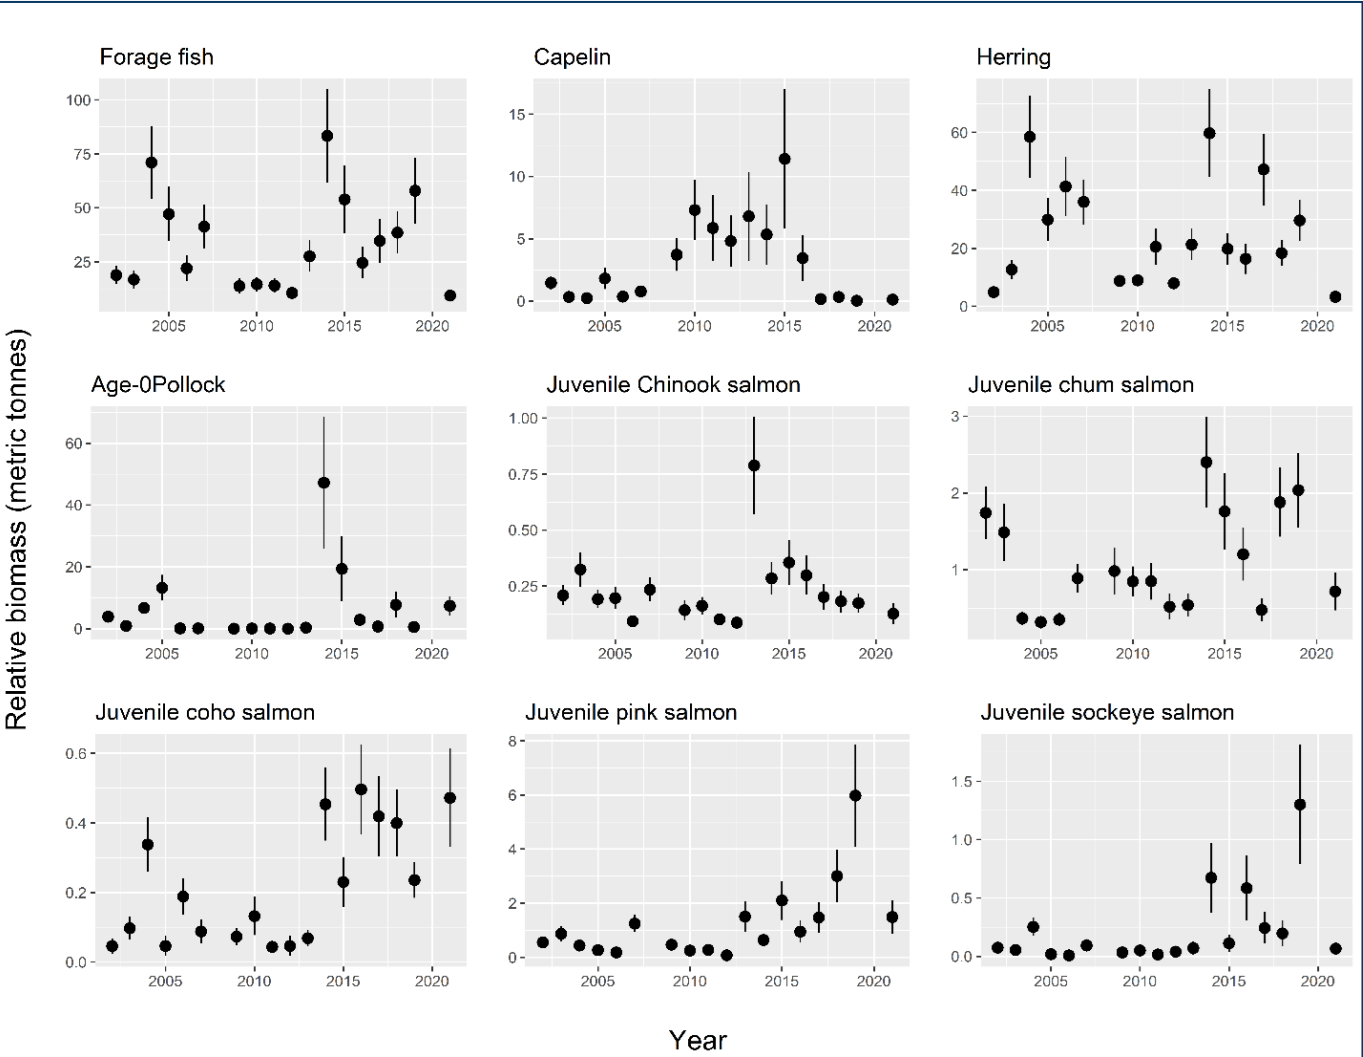 Forage fish
Capelin
Herring
100
75
50
25
2005 2010 2015 2020
15
10
5
0
2005 2010 2015 2020
60
40
20
0
2005 2010 2015 2020
Relative biomass (metric tonnes)
Age-0Pollock
Juvenile Chinook salmon
Juvenile chum salmon
60
40
20
0
2005 2010 2015 2020
1.00
0.75
0.50
0.25
2005 2010 2015 2020
3
2
1
2005 2010 2015 2020
Juvenile coho salmon
Juvenile pink salmon
Juvenile sockeye salmon
0.6
0.4
0.2
0.0
2005 2010 2015 2020
8
6
4
2
0
2005 2010 2015 2020
1.5
1.0
0.5
0.0
2005 2010 2015 2020
Year